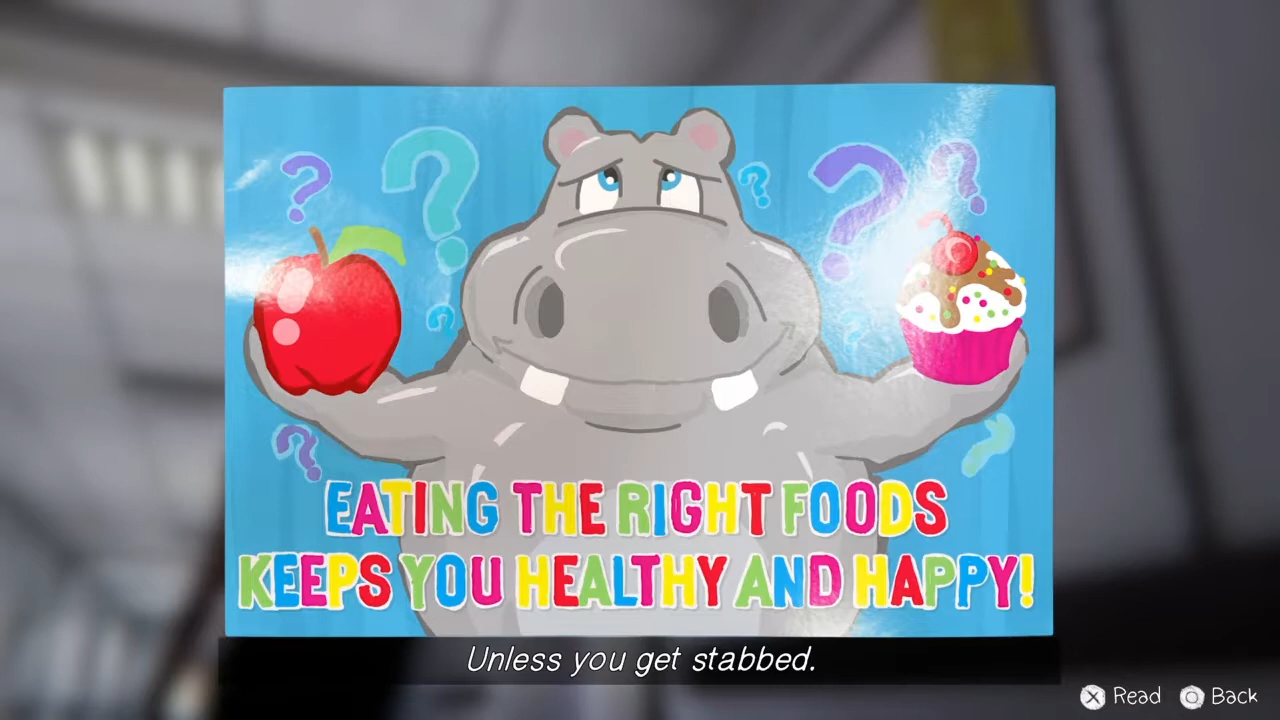 EATING THE RIGHT FOODS
KEEPS YOU HEALTHY AND HAPPY!
Unless you get stabbed.
Read Back